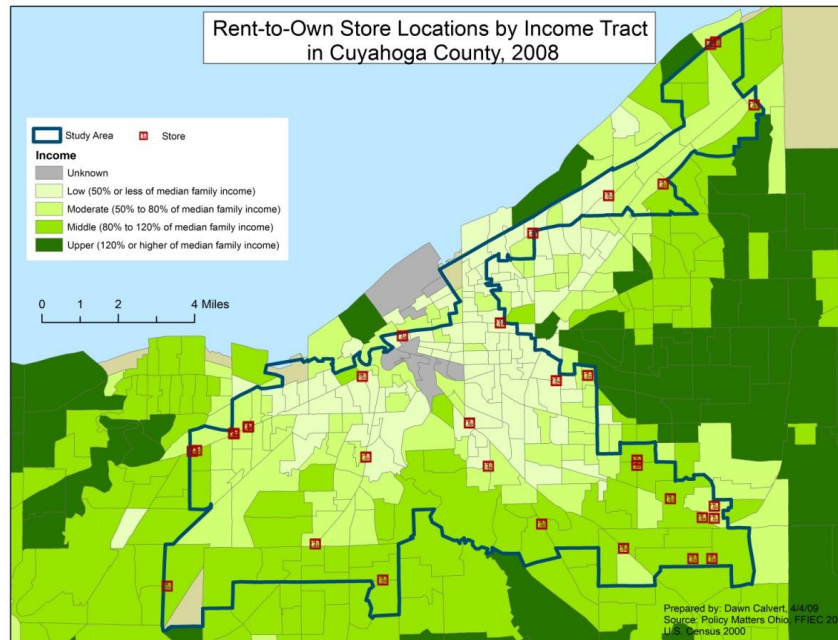 Rent-to-Own Store Locations by Income Tract
in Cuyahoga County, 2008
Study Area
Store
Income
Unknown
Low (50% or less of median family income)
Moderate (50% to 80% of median family income)
Middle (80% to 120% of median family income)
Upper (120% or higher of median family income)
0 1 2 4 Miles
Prepared by: Dawn Calvert, 4/4/09
Source: Policy Matters Ohio, FFIEC 20
U.S. Census 2000